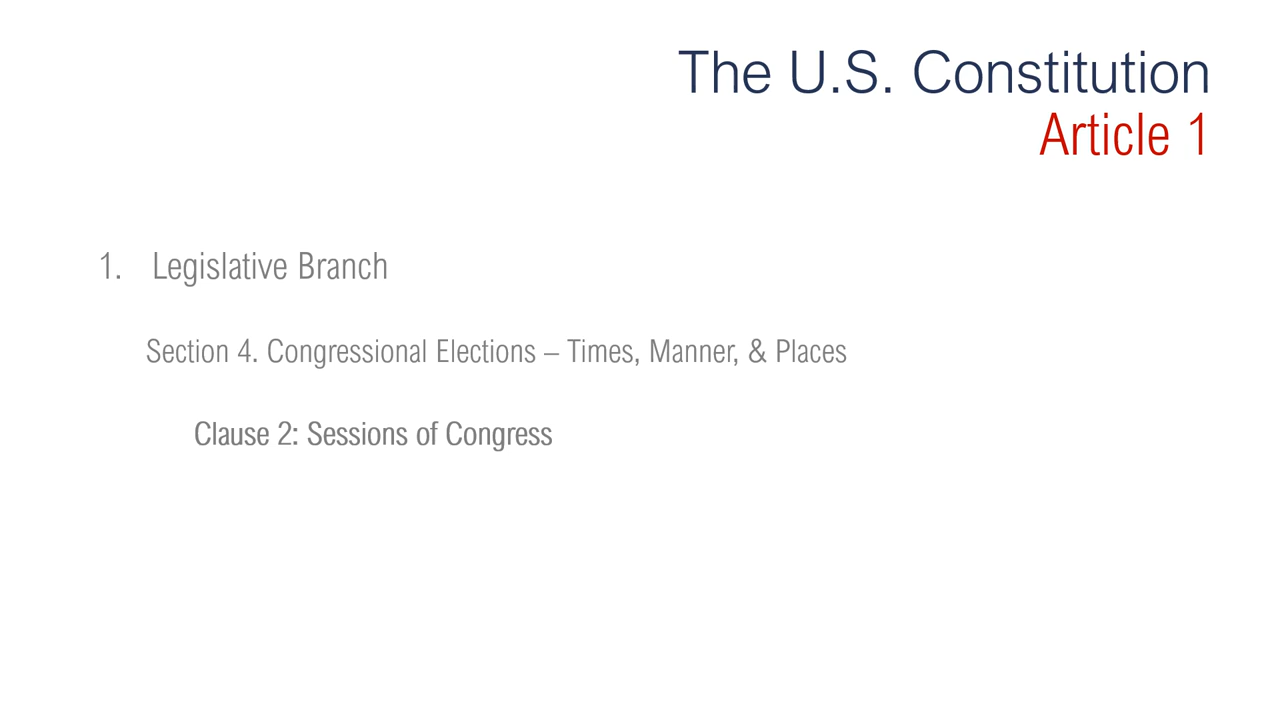 The U.S. Constitution
Article 1
1. Legislative Branch
Section 4. Congressional Elections – Times, Manner, & Places
Clause 2: Sessions of Congress